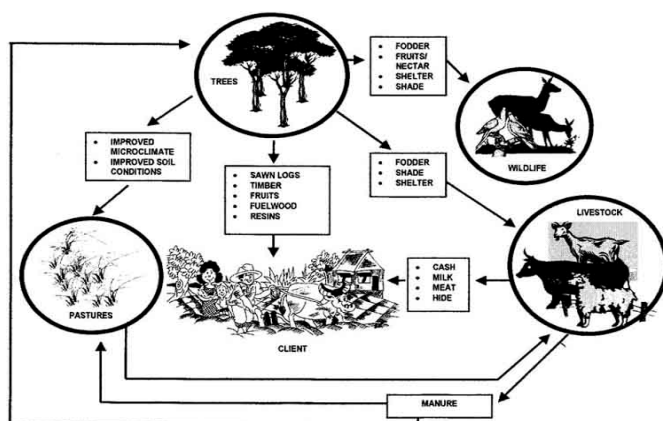 TREES
• FODDER
• FRUITS/
NECTAR
• SHELTER
• SHADE
WILDLIFE
• IMPROVED
MICROCLIMATE
• IMPROVED SOIL
CONDITIONS
• SAWN LOGS
• TIMBER
• FRUITS
• FUELWOOD
• RESINS
• FODDER
• SHADE
• SHELTER
LIVESTOCK
PASTURES
CLIENT
• CASH
• MILK
• MEAT
• HIDE
MANURE